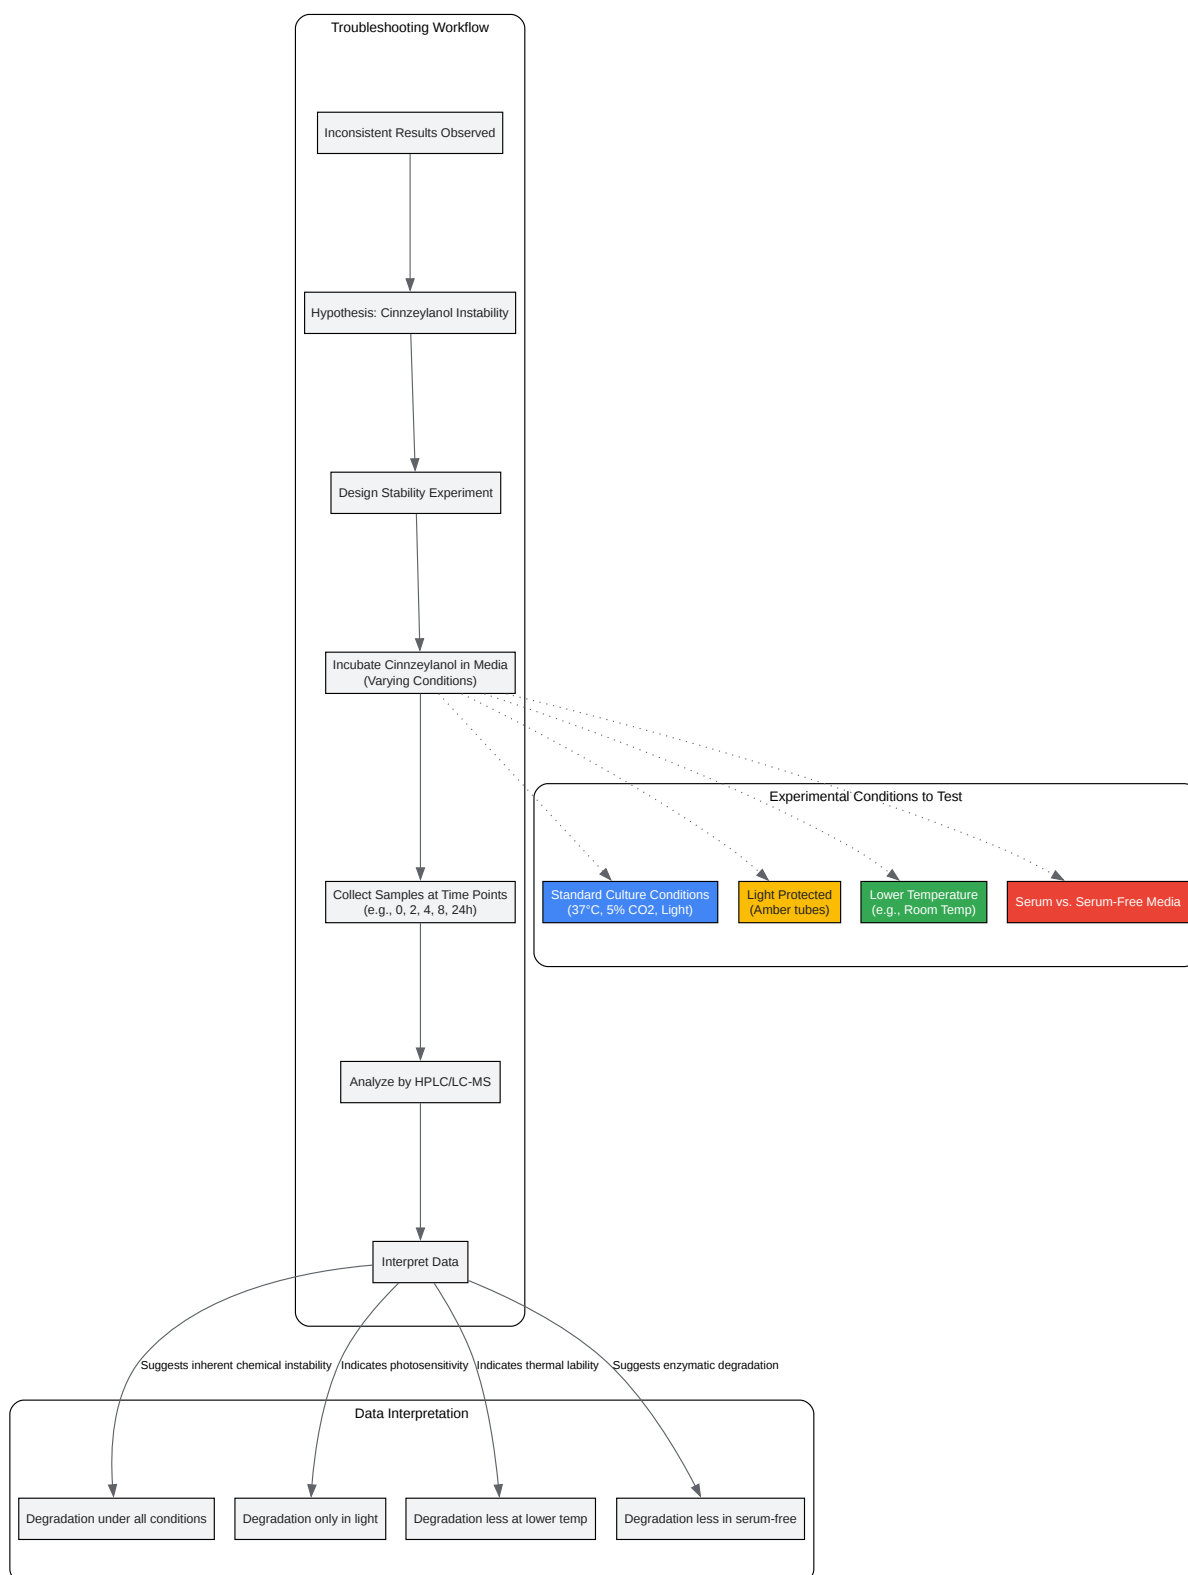 Troubleshooting Workflow
Inconsistent Results Observed
Hypothesis: Cinnzeylanol Instability
Design Stability Experiment
Incubate Cinnzeylanol in Media
(Varying Conditions)
Experimental Conditions to Test
Collect Samples at Time Points
(e.g., 0, 2, 4, 8, 24h)
Standard Culture Conditions
(37°C, 5% CO2, Light)
Light Protected
(Amber tubes)
Lower Temperature
(e.g., Room Temp)
Serum vs. Serum-Free Media
Analyze by HPLC/LC-MS
Interpret Data
Suggests inherent chemical instability
Indicates photosensitivity
Indicates thermal lability
Suggests enzymatic degradation
Data Interpretation
Degradation under all conditions
Degradation only in light
Degradation less at lower temp
Degradation less in serum-free